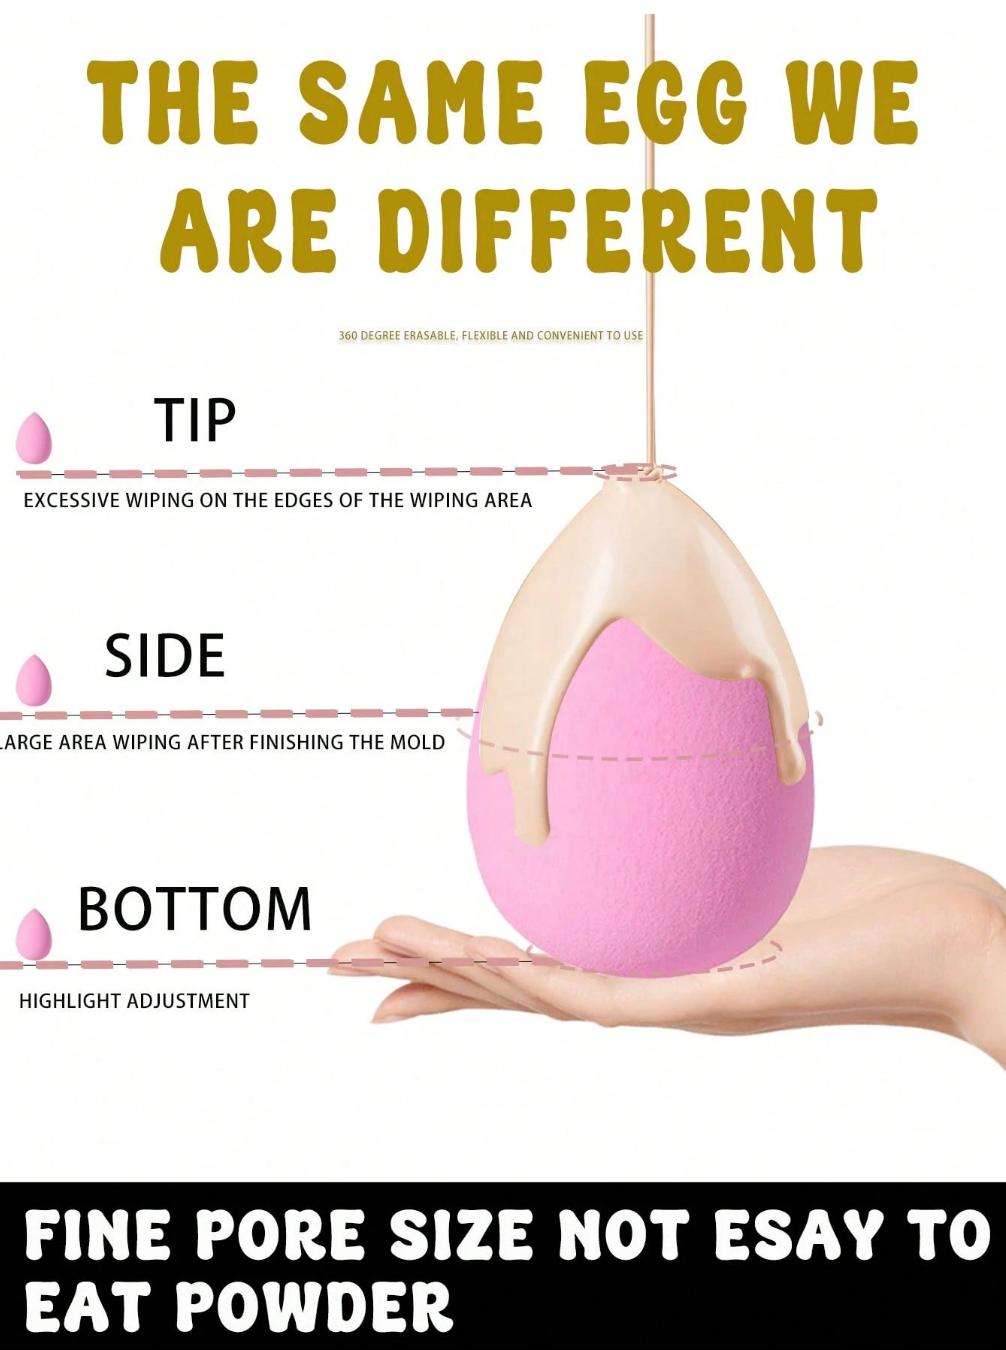 THE SAME EGG WE
ARE DIFFERENT
360 DEGREE ERASABLE, FLEXIBLE AND CONVENIENT TO USE
TIP
EXCESSIVE WIPING ON THE EDGES OF THE WIPING AREA
SIDE
LARGE AREA WIPING AFTER FINISHING THE MOLD
BOTTOM
HIGHLIGHT ADJUSTMENT
FINE PORE SIZE NOT ESAY TO
EAT POWDER